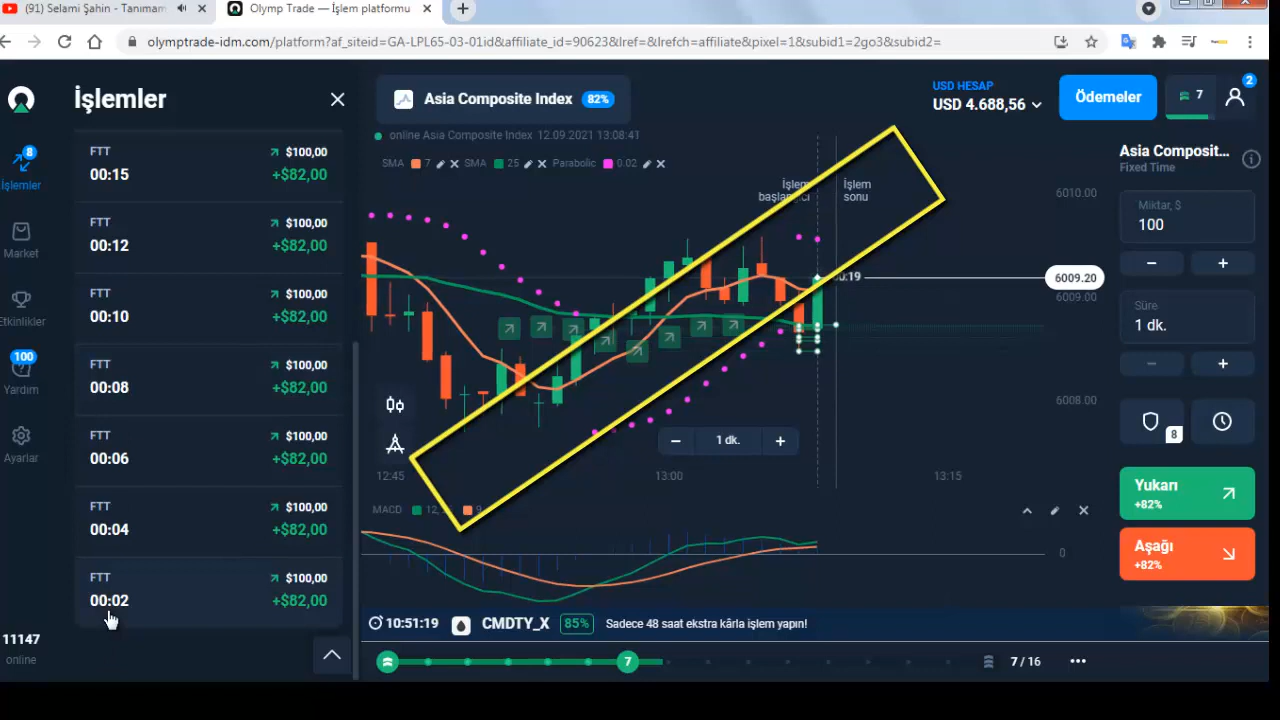 (91) Selami Şahin - Tanımam
Olymp Trade — İşlem platformu
olymptrade-idm.com/platform?af_siteid=GA-LPL65-03-01id&affiliate_id=90623&lref=&lrefch=affiliate&pixel=1&subid1=2go3&subid2=
İşlemler
Asia Composite Index 82%
USD HESAP
USD 4.688,56
Ödemeler
7
2
online Asia Composite Index 12.09.2021 13:08:41
SMA 7 SMA 25 Parabolic 0.02
8
İşlemler
Market
Etkinlikler
100
Yardım
Ayarlar
11147
online
FTT $100,00
00:15 +$82,00
FTT $100,00
00:12 +$82,00
FTT $100,00
00:10 +$82,00
FTT $100,00
00:08 +$82,00
FTT $100,00
00:06 +$82,00
FTT $100,00
00:04 +$82,00
FTT $100,00
00:02 +$82,00
İşlem
sonu
:19
6010.00
6009.20
6009.00
6008.00
1 dk.
12:45 13:00 13:15
MACD 12,
0
Asia Composit...
Fixed Time
Miktar, $
100
Süre
1 dk.
8
Yukarı
+82%
Aşağı
+82%
10:51:19 CMDTY_X 85% Sadece 48 saat ekstra kârla işlem yapın!
7 7 / 16